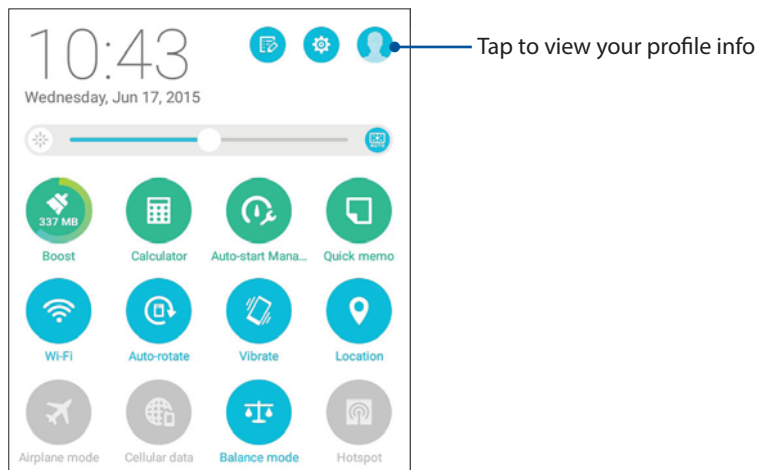 10:43
Wednesday, Jun 17, 2015
Tap to view your profile info
AUTO
337 MB
Boost
Calculator
Auto-start Mana...
Quick memo
Wi-Fi
Auto-rotate
Vibrate
Location
Airplane mode
Cellular data
Balance mode
Hotspot